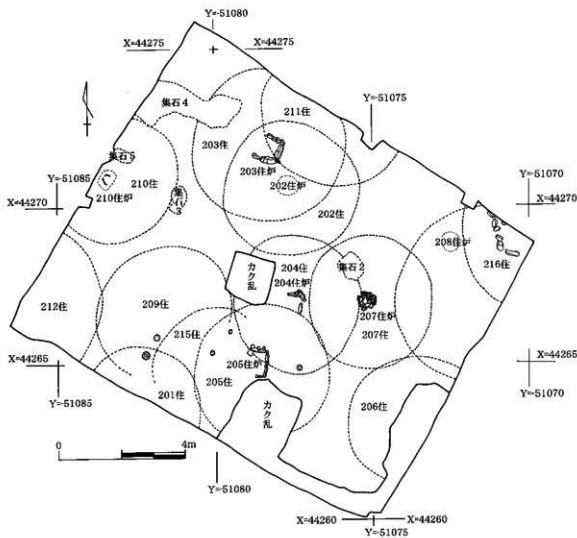 Y=-51080
X=44275
X=44275
Y=-51075
集石4
211住
203住
集石5
Y=-51085
210住
203住炉
Y=-51070
210住炉
202住炉
X=44270
集石3
X=44270
202住
208住炉
216住
カク乱
204住
集石2
204住炉
212住
209住
207住炉
215住
207住
X=44265
X=44265
205住炉
201住
205住
206住
Y=-51085
Y=-51070
カク乱
0
4m
Y=-51080
X=44260
X=44260
Y=-51075